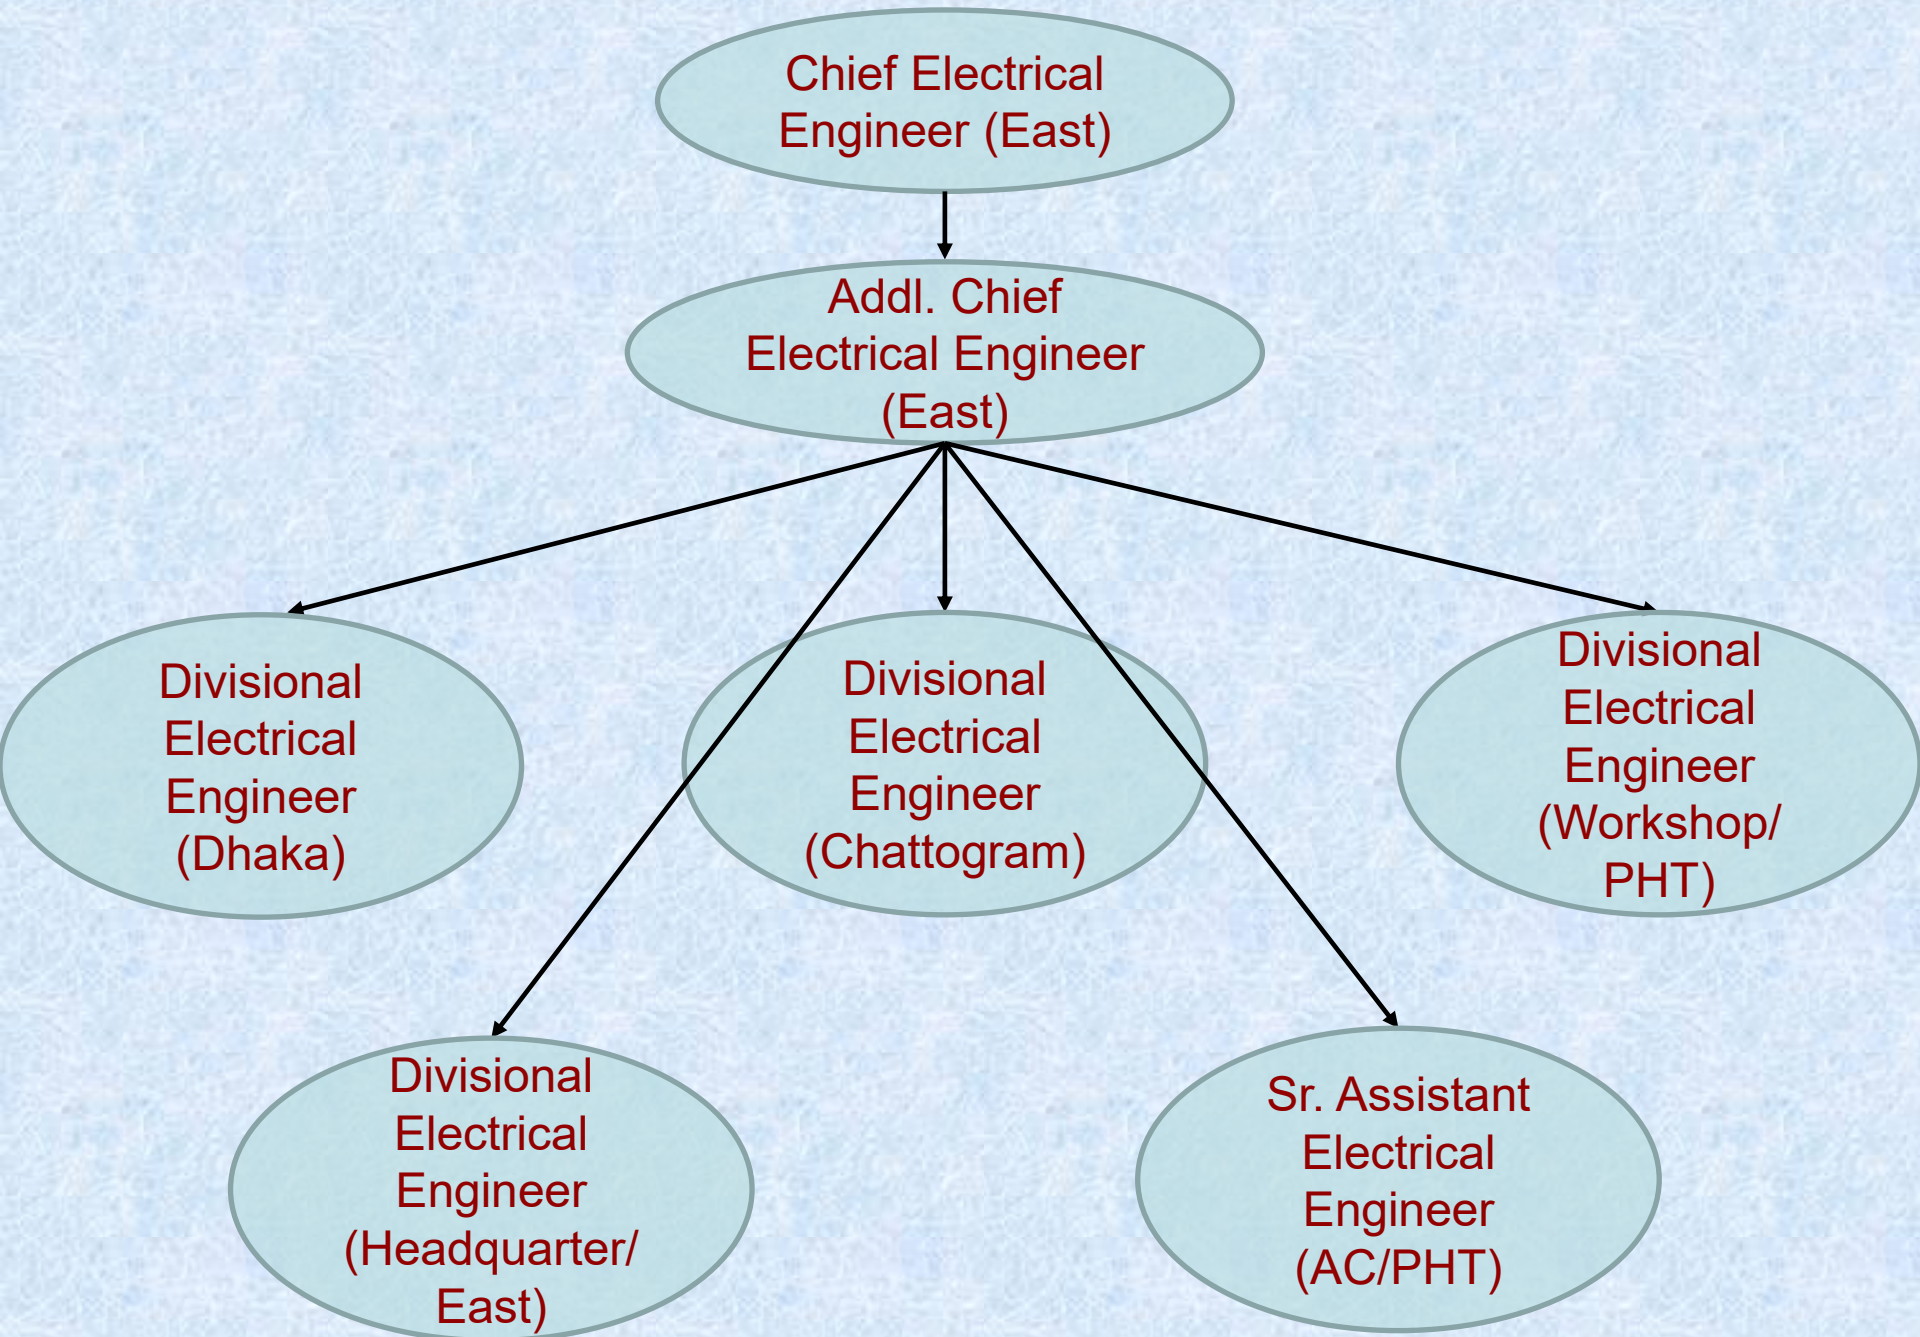 Chief Electrical
Engineer (East)
Addl. Chief
Electrical Engineer
(East)
Divisional
Electrical
Engineer
(Dhaka)
Divisional
Electrical
Engineer
(Chattogram)
Divisional
Electrical
Engineer
(Workshop/
PHT)
Divisional
Electrical
Engineer
(Headquarter/
East)
Sr. Assistant
Electrical
Engineer
(AC/PHT)